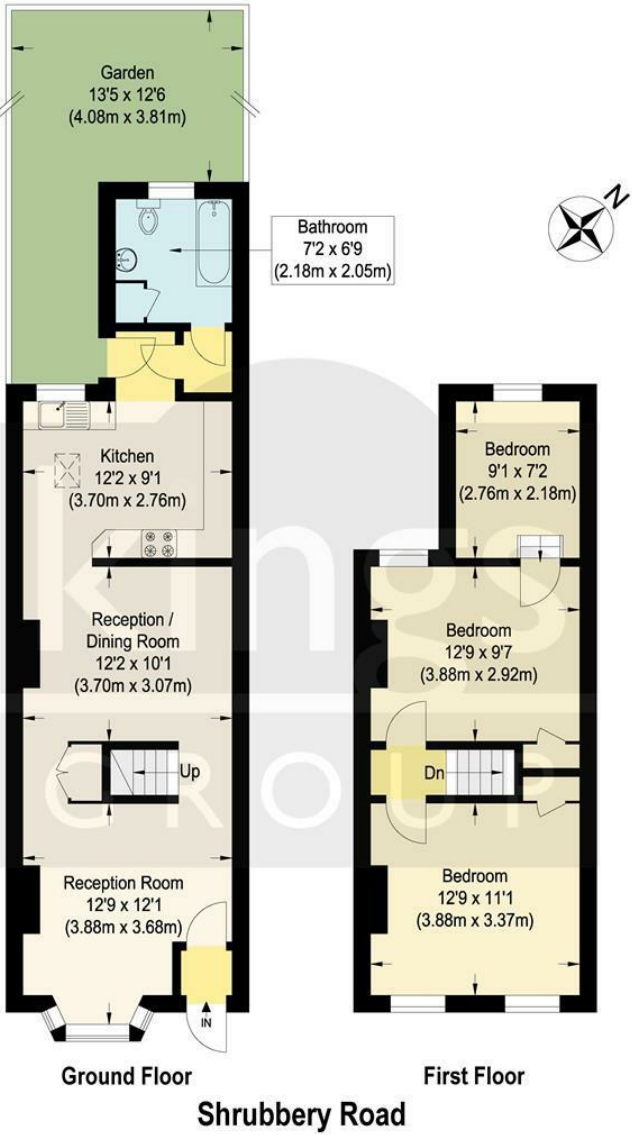 Garden
13'5 x 12'6
(4.08m x 3.81m)
N
Bathroom
7'2 x 6'9
(2.18m x 2.05m)
Kitchen
12'2 x 9'1
(3.70m x 2.76m)
Bedroom
9'1 x 7'2
(2.76m x 2.18m)
kings
GROUP
Reception /
Dining Room
12'2 x 10'1
(3.70m x 3.07m)
Bedroom
12'9 x 9'7
(3.88m x 2.92m)
Up
Dn
Reception Room
12'9 x 12'1
(3.88m x 3.68m)
Bedroom
12'9 x 11'1
(3.88m x 3.37m)
IN
Ground Floor
First Floor
Shrubbery Road